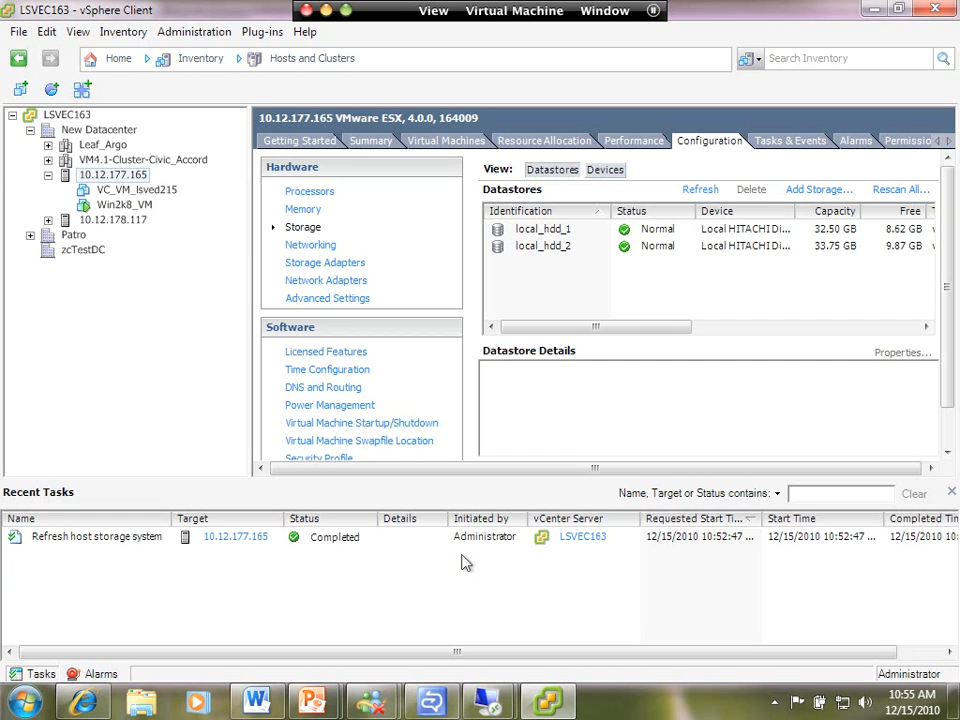 LSVEC163 - vSphere Client
View Virtual Machine Window
File Edit View Inventory Administration Plug-ins Help
Home Inventory Hosts and Clusters
Search Inventory
LSVEC163
New Datacenter
Leaf_Argo
VM4.1-Cluster-Civic_Accord
10.12.177.165
VC_VM_lsved215
Win2k8_VM
10.12.178.117
Patro
zcTestDC
10.12.177.165 VMware ESX, 4.0.0, 164009
Getting Started Summary Virtual Machines Resource Allocation Performance Configuration Tasks & Events Alarms Permissio
Hardware
Processors
Memory
Storage
Networking
Storage Adapters
Network Adapters
Advanced Settings
Software
Licensed Features
Time Configuration
DNS and Routing
Power Management
Virtual Machine Startup/Shutdown
Virtual Machine Swapfile Location
Security Profile
View: Datastores Devices
Datastores Refresh Delete Add Storage... Rescan All...
Identification Status Device Capacity Free
local_hdd_1 Normal Local HITACHI Di... 32.50 GB 8.62 GB
local_hdd_2 Normal Local HITACHI Di... 33.75 GB 9.87 GB
Datastore Details
Properties...
Recent Tasks
Name, Target or Status contains: Clear
Name Target Status Details Initiated by vCenter Server Requested Start Ti... Start Time Completed Time
Refresh host storage system 10.12.177.165 Completed Administrator LSVEC163 12/15/2010 10:52:47 ... 12/15/2010 10:52:47 ... 12/15/2010 10:
Tasks Alarms
Administrator
10:55 AM
12/15/2010